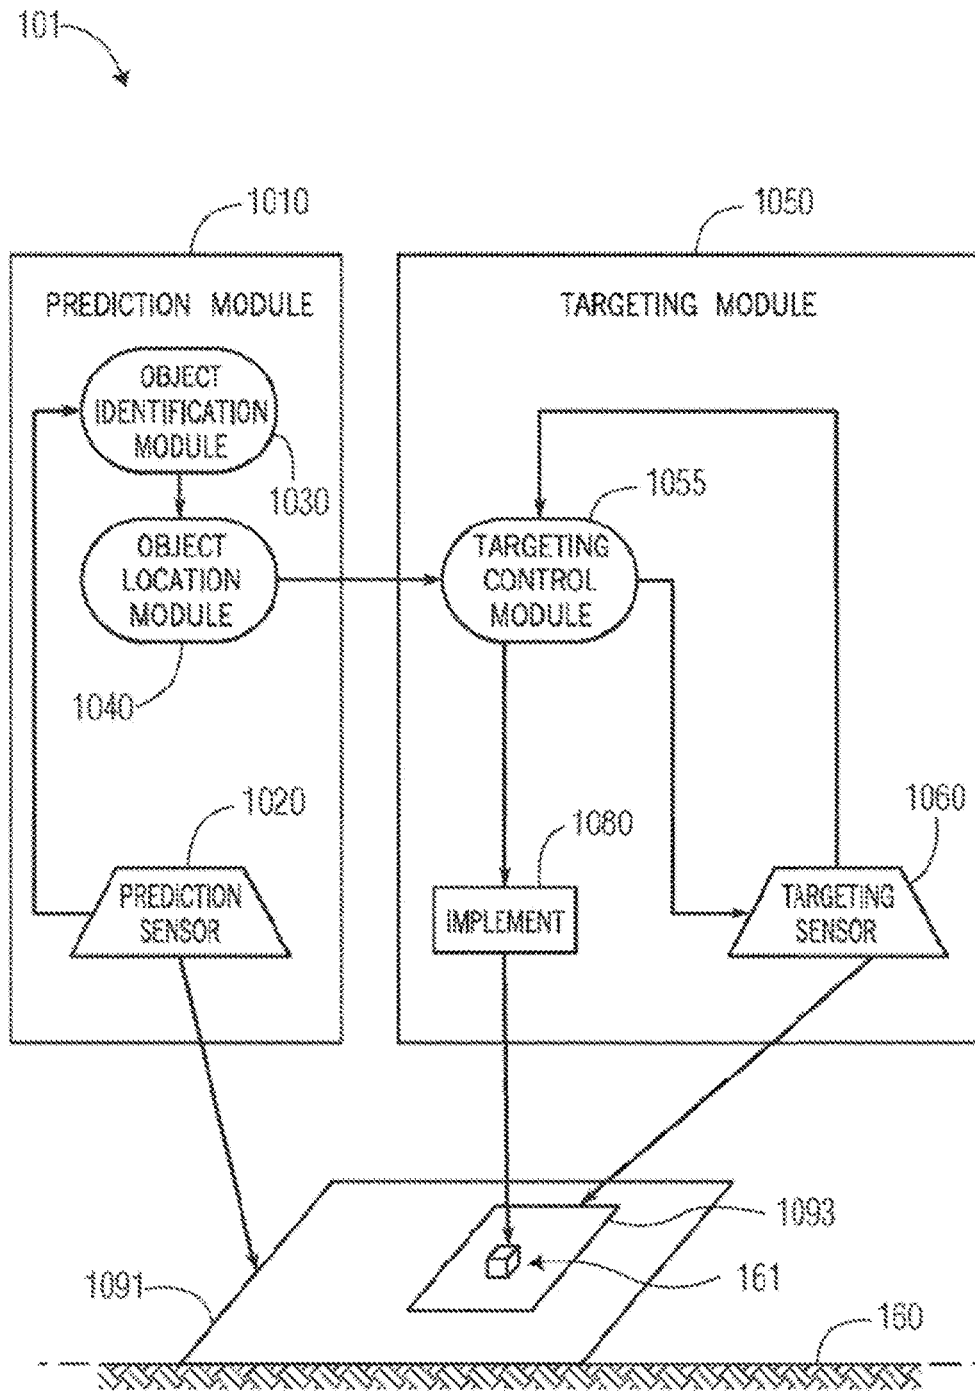 101
1010
1050
PREDICTION MODULE
TARGETING MODULE
OBJECT
IDENTIFICATION
MODULE
1030
1055
OBJECT
LOCATION
MODULE
TARGETING
CONTROL
MODULE
1040
1020
1080
1060
PREDICTION
SENSOR
IMPLEMENT
TARGETING
SENSOR
1093
1091
161
160